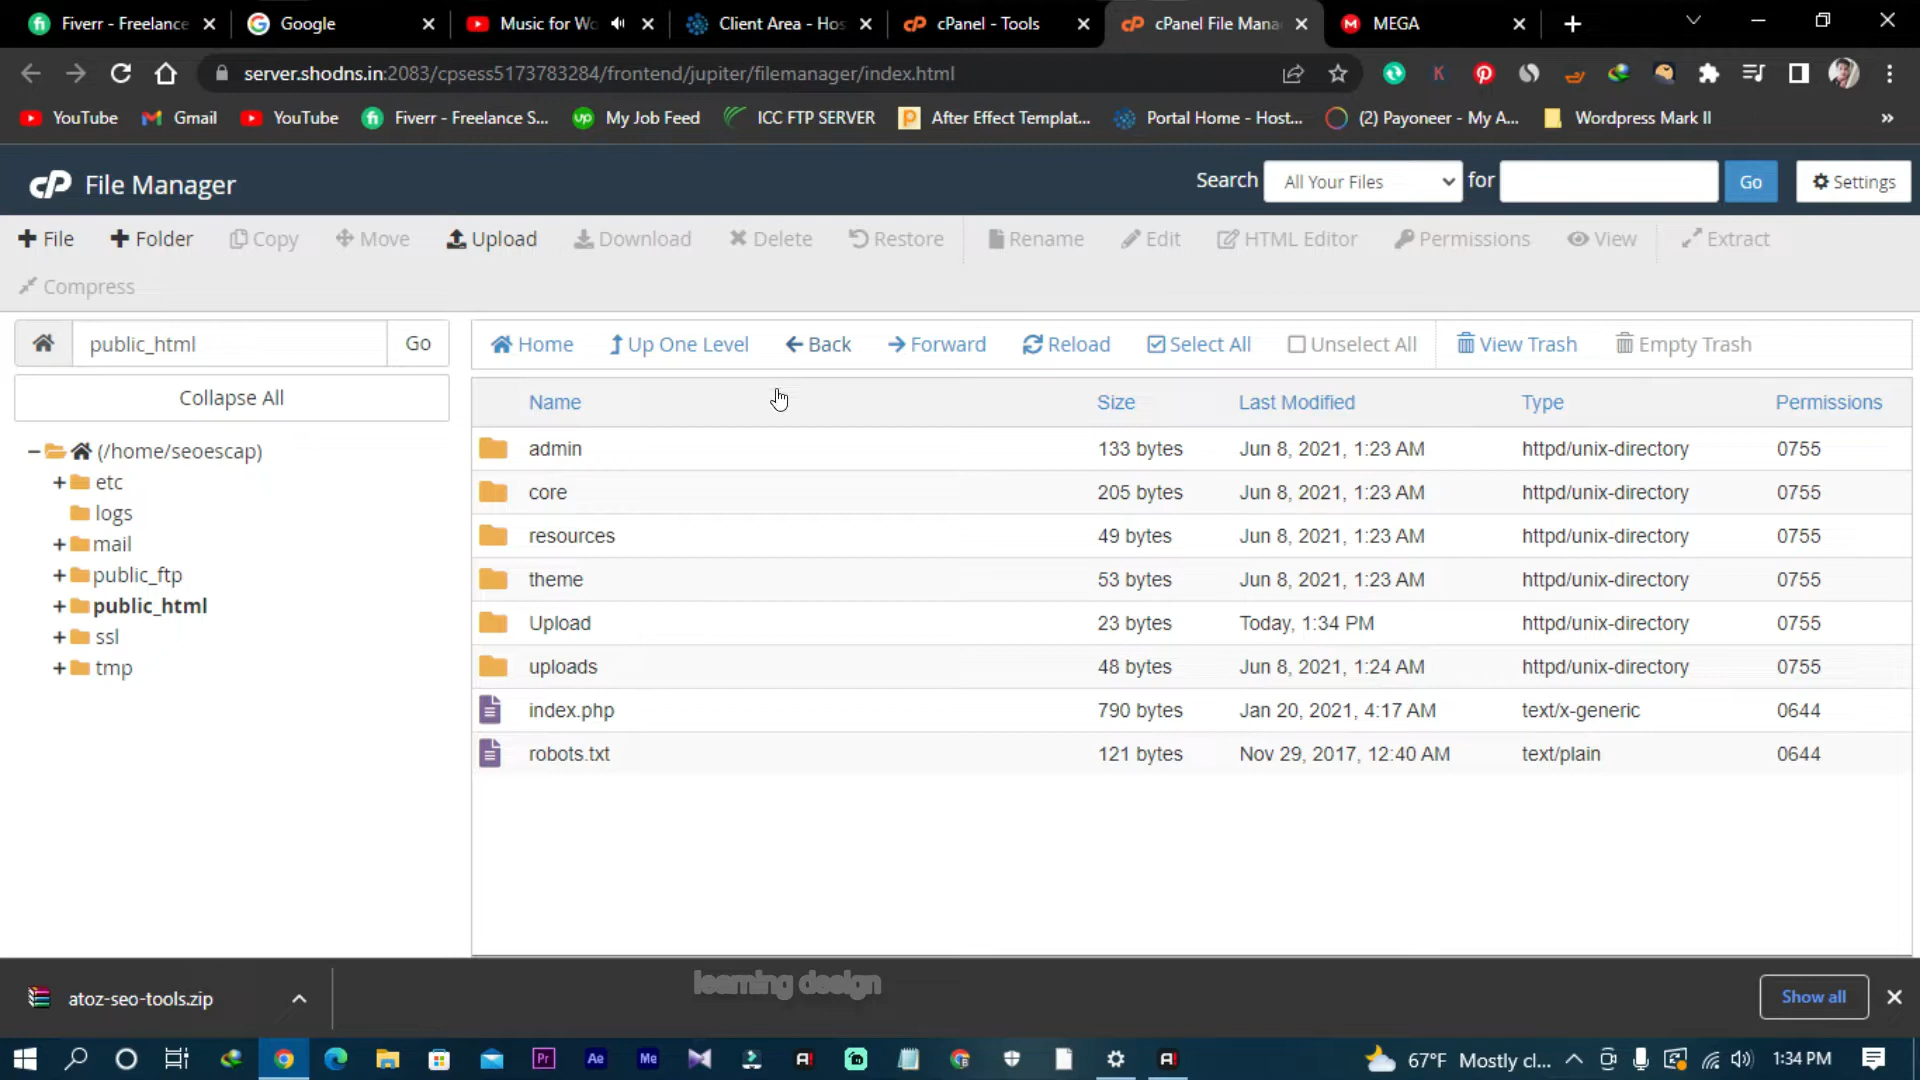 Fiverr - Freelance
Google
Music for Wo
Client Area - Hos
cPanel - Tools
cPanel File Mana
MEGA
server.shodns.in:2083/cpsess5173783284/frontend/jupiter/filemanager/index.html
YouTube
Gmail
YouTube
Fiverr - Freelance S...
My Job Feed
ICC FTP SERVER
After Effect Templat...
Portal Home - Host...
(2) Payoneer - My A...
Wordpress Mark II
cP File Manager
Search All Your Files for Go Settings
File Folder Copy Move Upload Download Delete Restore Rename Edit HTML Editor Permissions View Extract
Compress
public_html Go
Home Up One Level Back Forward Reload Select All Unselect All View Trash Empty Trash
Collapse All
(/home/seoescap)
etc
logs
mail
public_ftp
public_html
ssl
tmp
Name Size Last Modified Type Permissions
admin 133 bytes Jun 8, 2021, 1:23 AM httpd/unix-directory 0755
core 205 bytes Jun 8, 2021, 1:23 AM httpd/unix-directory 0755
resources 49 bytes Jun 8, 2021, 1:23 AM httpd/unix-directory 0755
theme 53 bytes Jun 8, 2021, 1:23 AM httpd/unix-directory 0755
Upload 23 bytes Today, 1:34 PM httpd/unix-directory 0755
uploads 48 bytes Jun 8, 2021, 1:24 AM httpd/unix-directory 0755
index.php 790 bytes Jan 20, 2021, 4:17 AM text/x-generic 0644
robots.txt 121 bytes Nov 29, 2017, 12:40 AM text/plain 0644
learning design
atoz-seo-tools.zip
Show all
Pr Ae Me
67°F Mostly cl...
1:34 PM